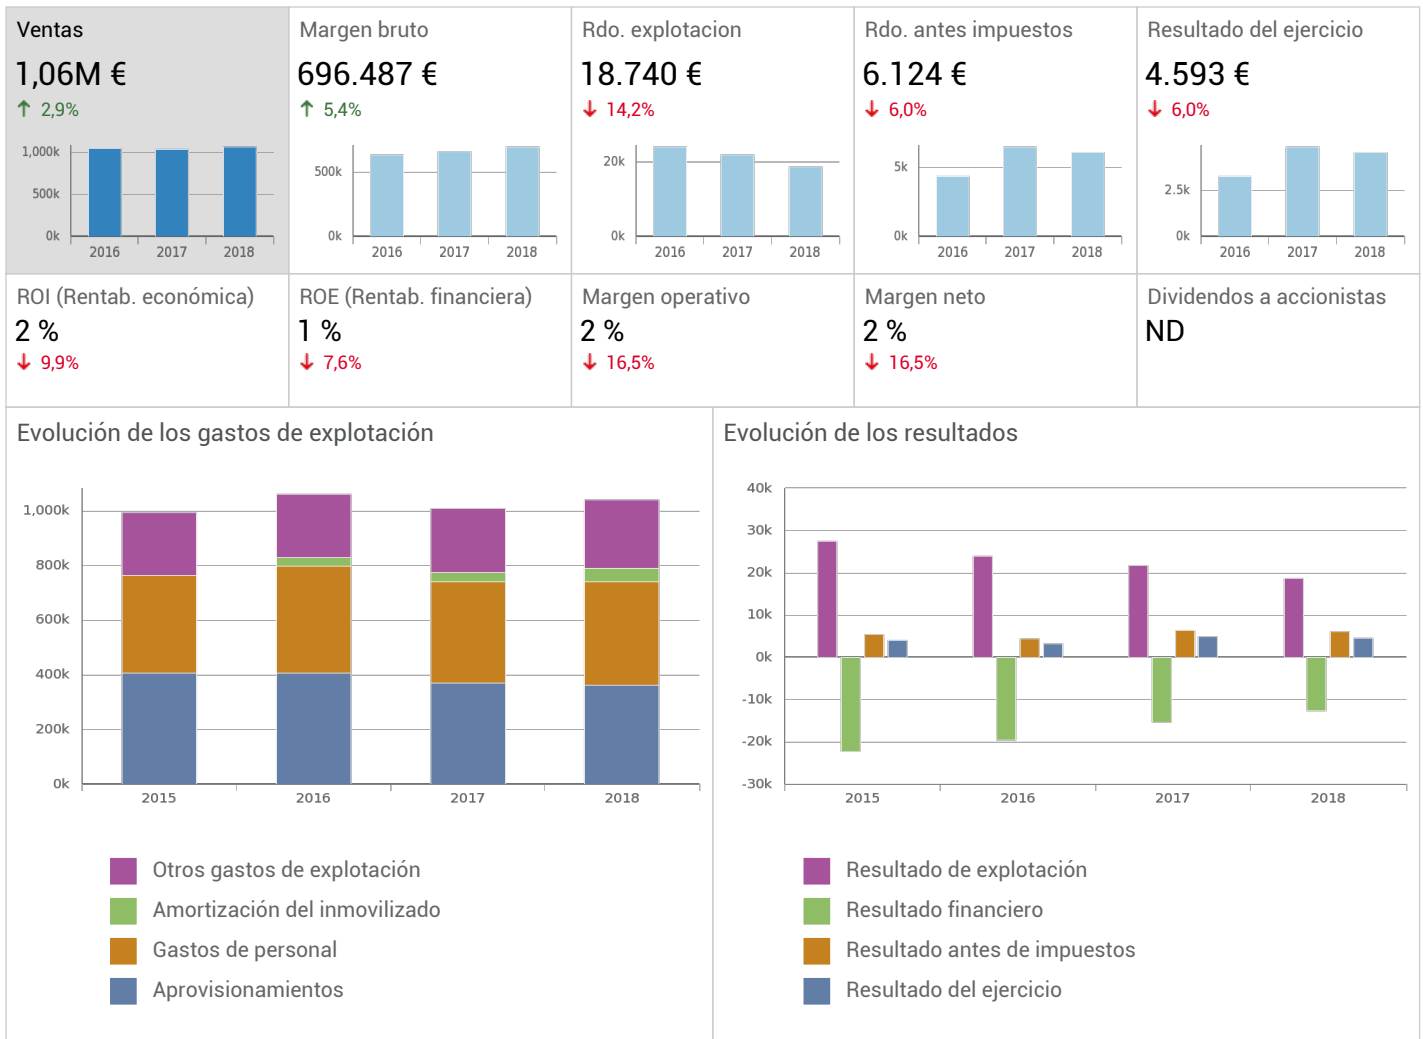 Ventas
1,06M €
↑ 2,9%
1,000k
500k
0k
2016 2017 2018
Margen bruto
696.487 €
↑ 5,4%
500k
0k
2016 2017 2018
Rdo. explotacion
18.740 €
↓ 14,2%
20k
0k
2016 2017 2018
Rdo. antes impuestos
6.124 €
↓ 6,0%
5k
0k
2016 2017 2018
Resultado del ejercicio
4.593 €
↓ 6,0%
2.5k
0k
2016 2017 2018
ROI (Rentab. económica)
2 %
↓ 9,9%
ROE (Rentab. financiera)
1 %
↓ 7,6%
Margen operativo
2 %
↓ 16,5%
Margen neto
2 %
↓ 16,5%
Dividendos a accionistas
ND
Evolución de los gastos de explotación
1,000k
800k
600k
400k
200k
0k
2015 2016 2017 2018
Otros gastos de explotación
Amortización del inmovilizado
Gastos de personal
Aprovisionamientos
Evolución de los resultados
40k
30k
20k
10k
0k
-10k
-20k
-30k
2015 2016 2017 2018
Resultado de explotación
Resultado financiero
Resultado antes de impuestos
Resultado del ejercicio